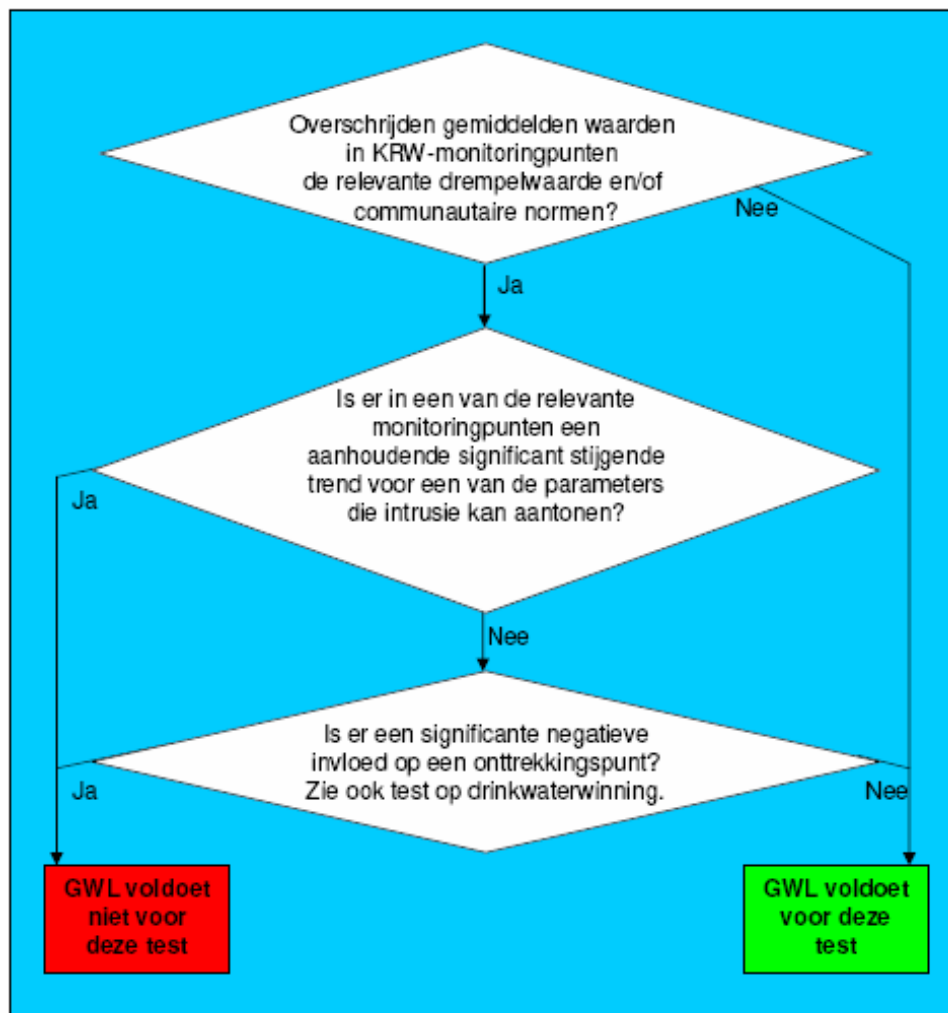 Overschrijden gemiddelden waarden
in KRW-monitoringpunten
de relevante drempelwaarde en/of
communautaire normen?
Nee
Ja
Is er in een van de relevante
monitoringpunten een
aanhoudende significant stijgende
trend voor een van de parameters
die intrusie kan aantonen?
Ja
Nee
Is er een significante negatieve
invloed op een onttrekkingspunt?
Zie ook test op drinkwaterwinning.
Ja
Nee
GWL voldoet
niet voor
deze test
GWL voldoet
voor deze
test